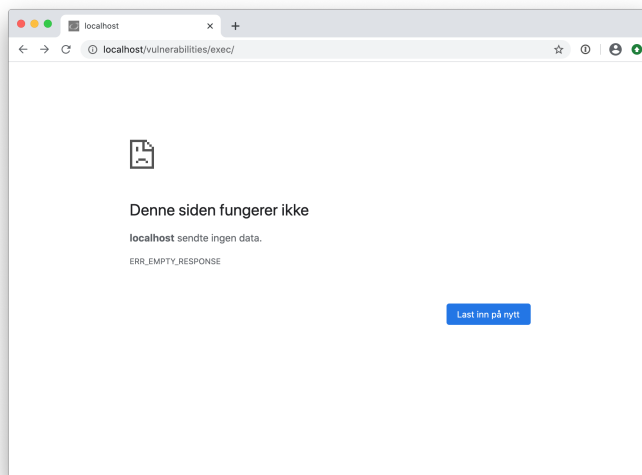 localhost
localhost/vulnerabilities/exec/
Denne siden fungerer ikke
localhost sendte ingen data.
ERR_EMPTY_RESPONSE
Last inn på nytt